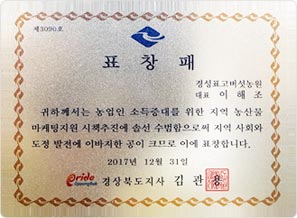 제3090호
표창패
경성표고버섯농원
대표 이해조
귀하께서는 농업인 소득증대를 위한 지역 농산물
마케팅지원 시책추진에 솔선 수범함으로써 지역 사회와
도정 발전에 이바지한 공이 크므로 이에 표창합니다.
2017년 12월 31일
Pride GyeongBuk
경상북도지사 김관